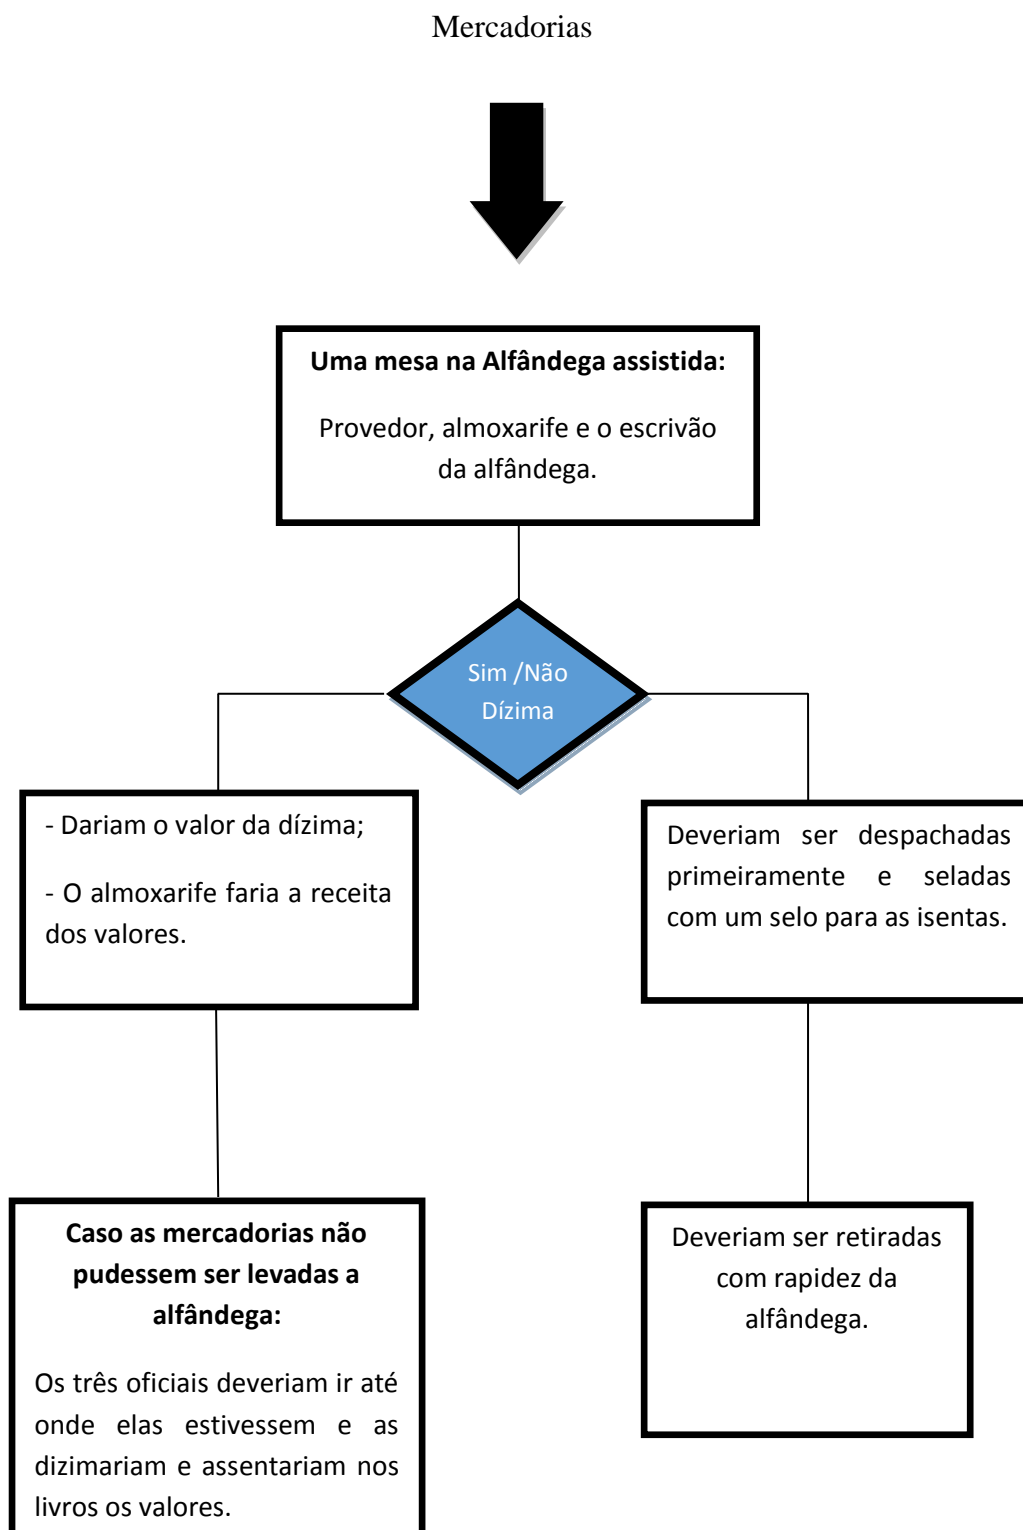 Mercadorias
Uma mesa na Alfândega assistida:
Provedor, almoxarife e o escrivão
da alfândega.
Sim /Não
Dízima
- Dariam o valor da dízima;
- O almoxarife faria a receita
dos valores.
Deveriam ser despachadas
primeiramente e seladas
com um selo para as isentas.
Caso as mercadorias não
pudessem ser levadas a
alfândega:
Os três oficiais deveriam ir até
onde elas estivessem e as
dizimariam e assentariam nos
livros os valores.
Deveriam ser retiradas
com rapidez da
alfândega.